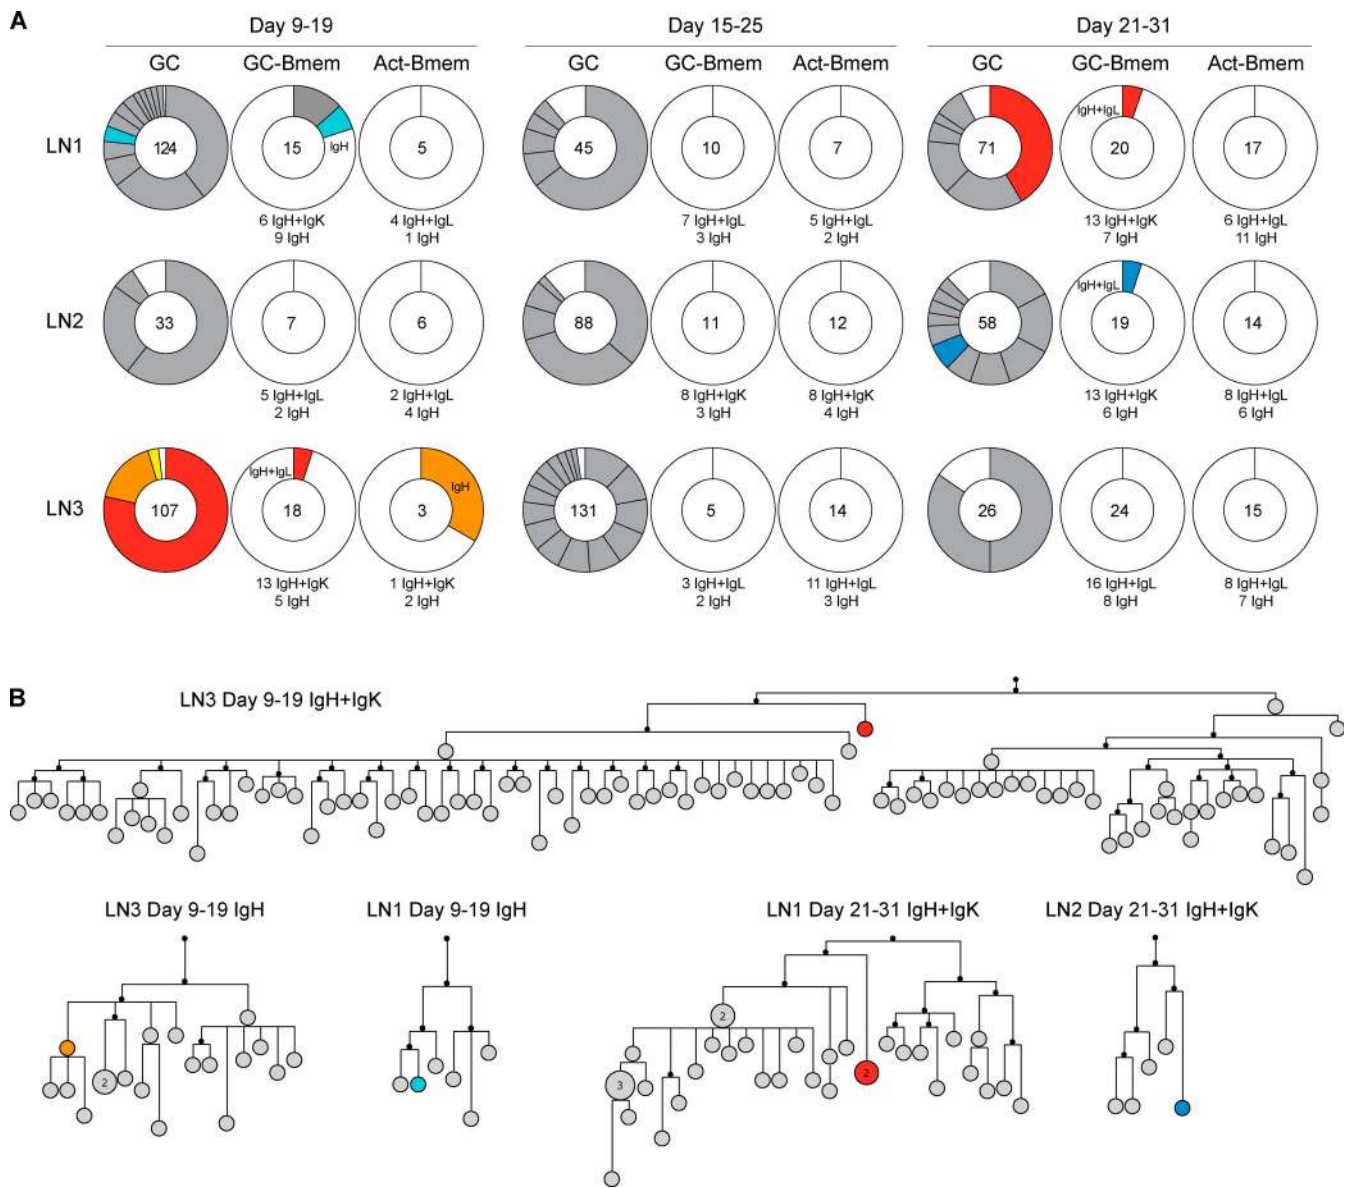 A
Day 9-19 Day 15-25 Day 21-31
GC GC-Bmem Act-Bmem GC GC-Bmem Act-Bmem GC GC-Bmem Act-Bmem
LN1 124 15 IgH 5 45 10 7 71 IgH+IgL 20 17
6 IgH+IgK 4 IgH+IgL 7 IgH+IgL 5 IgH+IgL 13 IgH+IgK 6 IgH+IgL
9 IgH 1 IgH 3 IgH 2 IgH 7 IgH 11 IgH
LN2 33 7 6 88 11 12 58 IgH+IgL 19 14
5 IgH+IgL 2 IgH+IgL 8 IgH+IgK 8 IgH+IgK 13 IgH+IgK 8 IgH+IgL
2 IgH 4 IgH 3 IgH 4 IgH 6 IgH 6 IgH
LN3 107 IgH+IgL 18 IgH 3 131 5 14 26 24 15
13 IgH+IgK 1 IgH+IgK 3 IgH+IgL 11 IgH+IgL 16 IgH+IgL 8 IgH+IgL
5 IgH 2 IgH 2 IgH 3 IgH 8 IgH 7 IgH
B
LN3 Day 9-19 IgH+IgK
LN3 Day 9-19 IgH LN1 Day 9-19 IgH LN1 Day 21-31 IgH+IgK LN2 Day 21-31 IgH+IgK
2
2
2
3